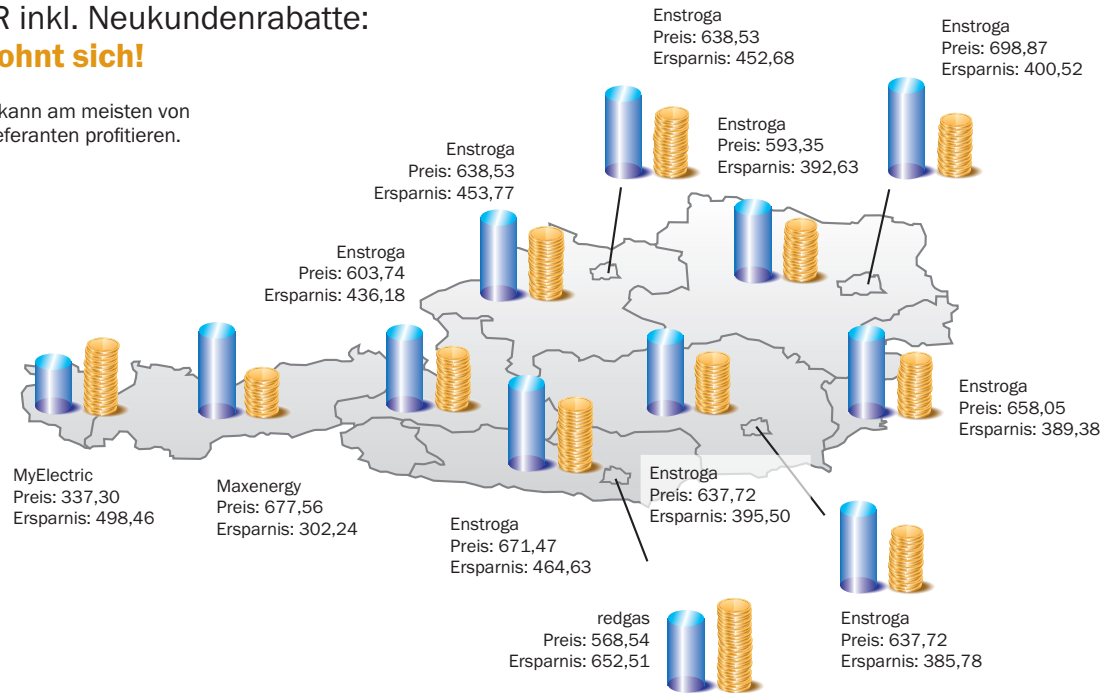 R inkl. Neukundenrabatte:
ohnt sich!
kann am meisten von
eferanten profitieren.
Enstroga
Preis: 638,53
Ersparnis: 452,68
Enstroga
Preis: 698,87
Ersparnis: 400,52
Enstroga
Preis: 593,35
Ersparnis: 392,63
Enstroga
Preis: 638,53
Ersparnis: 453,77
Enstroga
Preis: 603,74
Ersparnis: 436,18
Enstroga
Preis: 658,05
Ersparnis: 389,38
MyElectric
Preis: 337,30
Ersparnis: 498,46
Maxenergy
Preis: 677,56
Ersparnis: 302,24
Enstroga
Preis: 671,47
Ersparnis: 464,63
Enstroga
Preis: 637,72
Ersparnis: 395,50
redgas
Preis: 568,54
Ersparnis: 652,51
Enstroga
Preis: 637,72
Ersparnis: 385,78